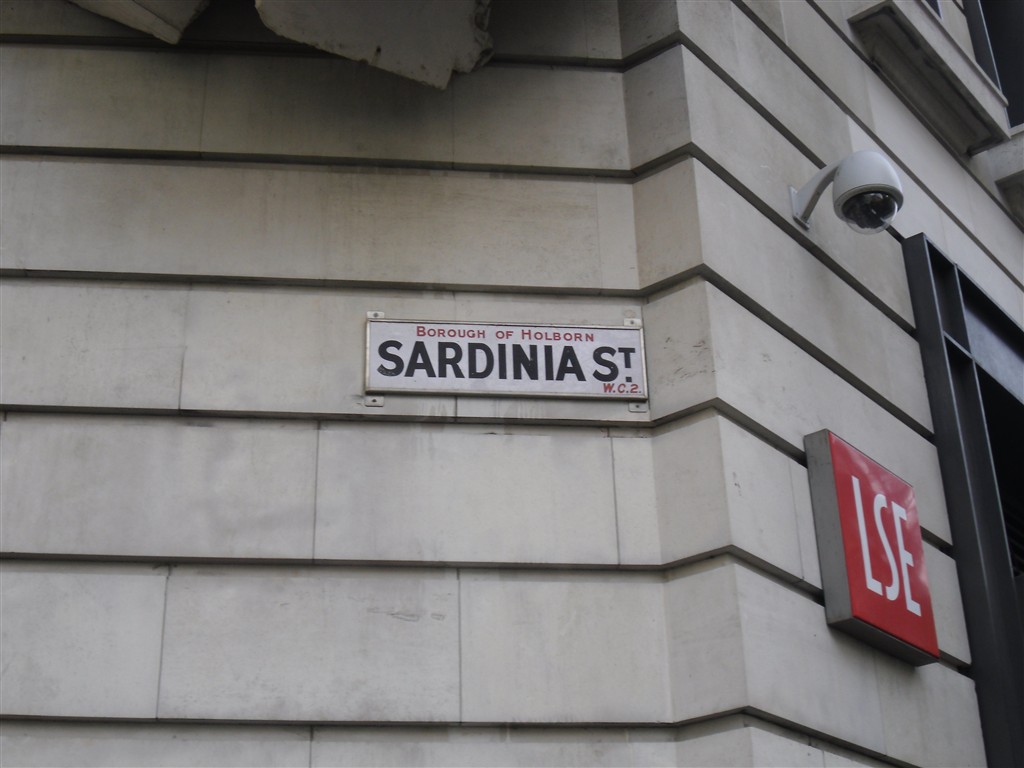 BOROUGH OF HOLBORN
SARDINIA ST.
W.C.2.
LSE